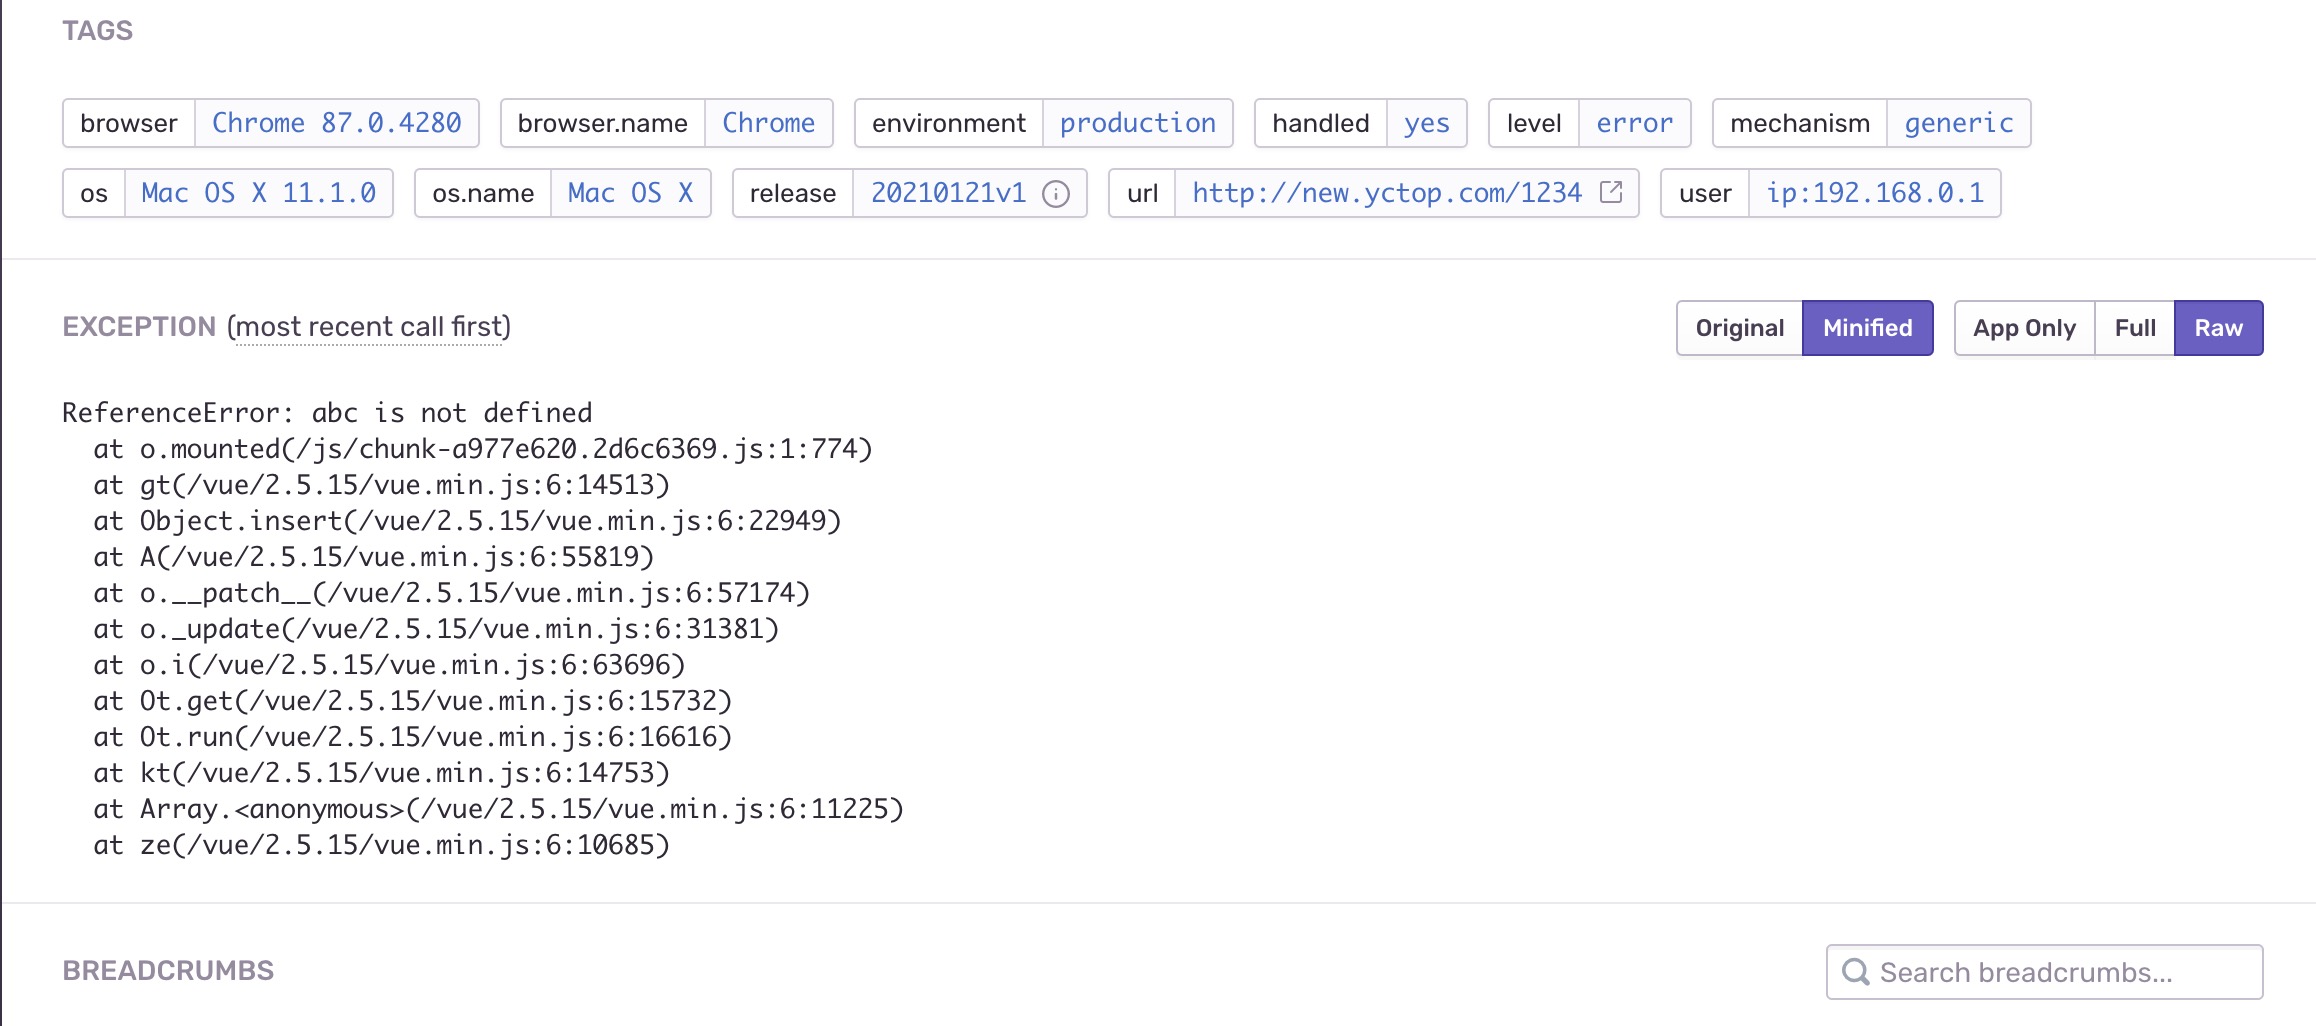 TAGS
browser Chrome 87.0.4280 browser.name Chrome environment production handled yes level error mechanism generic
os Mac OS X 11.1.0 os.name Mac OS X release 20210121v1 url http://new.yctop.com/1234 user ip:192.168.0.1
EXCEPTION (most recent call first) Original Minified App Only Full Raw
ReferenceError: abc is not defined
at o.mounted(/js/chunk-a977e620.2d6c6369.js:1:774)
at gt(/vue/2.5.15/vue.min.js:6:14513)
at Object.insert(/vue/2.5.15/vue.min.js:6:22949)
at A(/vue/2.5.15/vue.min.js:6:55819)
at o.__patch__(/vue/2.5.15/vue.min.js:6:57174)
at o._update(/vue/2.5.15/vue.min.js:6:31381)
at o.i(/vue/2.5.15/vue.min.js:6:63696)
at Ot.get(/vue/2.5.15/vue.min.js:6:15732)
at Ot.run(/vue/2.5.15/vue.min.js:6:16616)
at kt(/vue/2.5.15/vue.min.js:6:14753)
at Array.<anonymous>(/vue/2.5.15/vue.min.js:6:11225)
at ze(/vue/2.5.15/vue.min.js:6:10685)
BREADCRUMBS Search breadcrumbs...